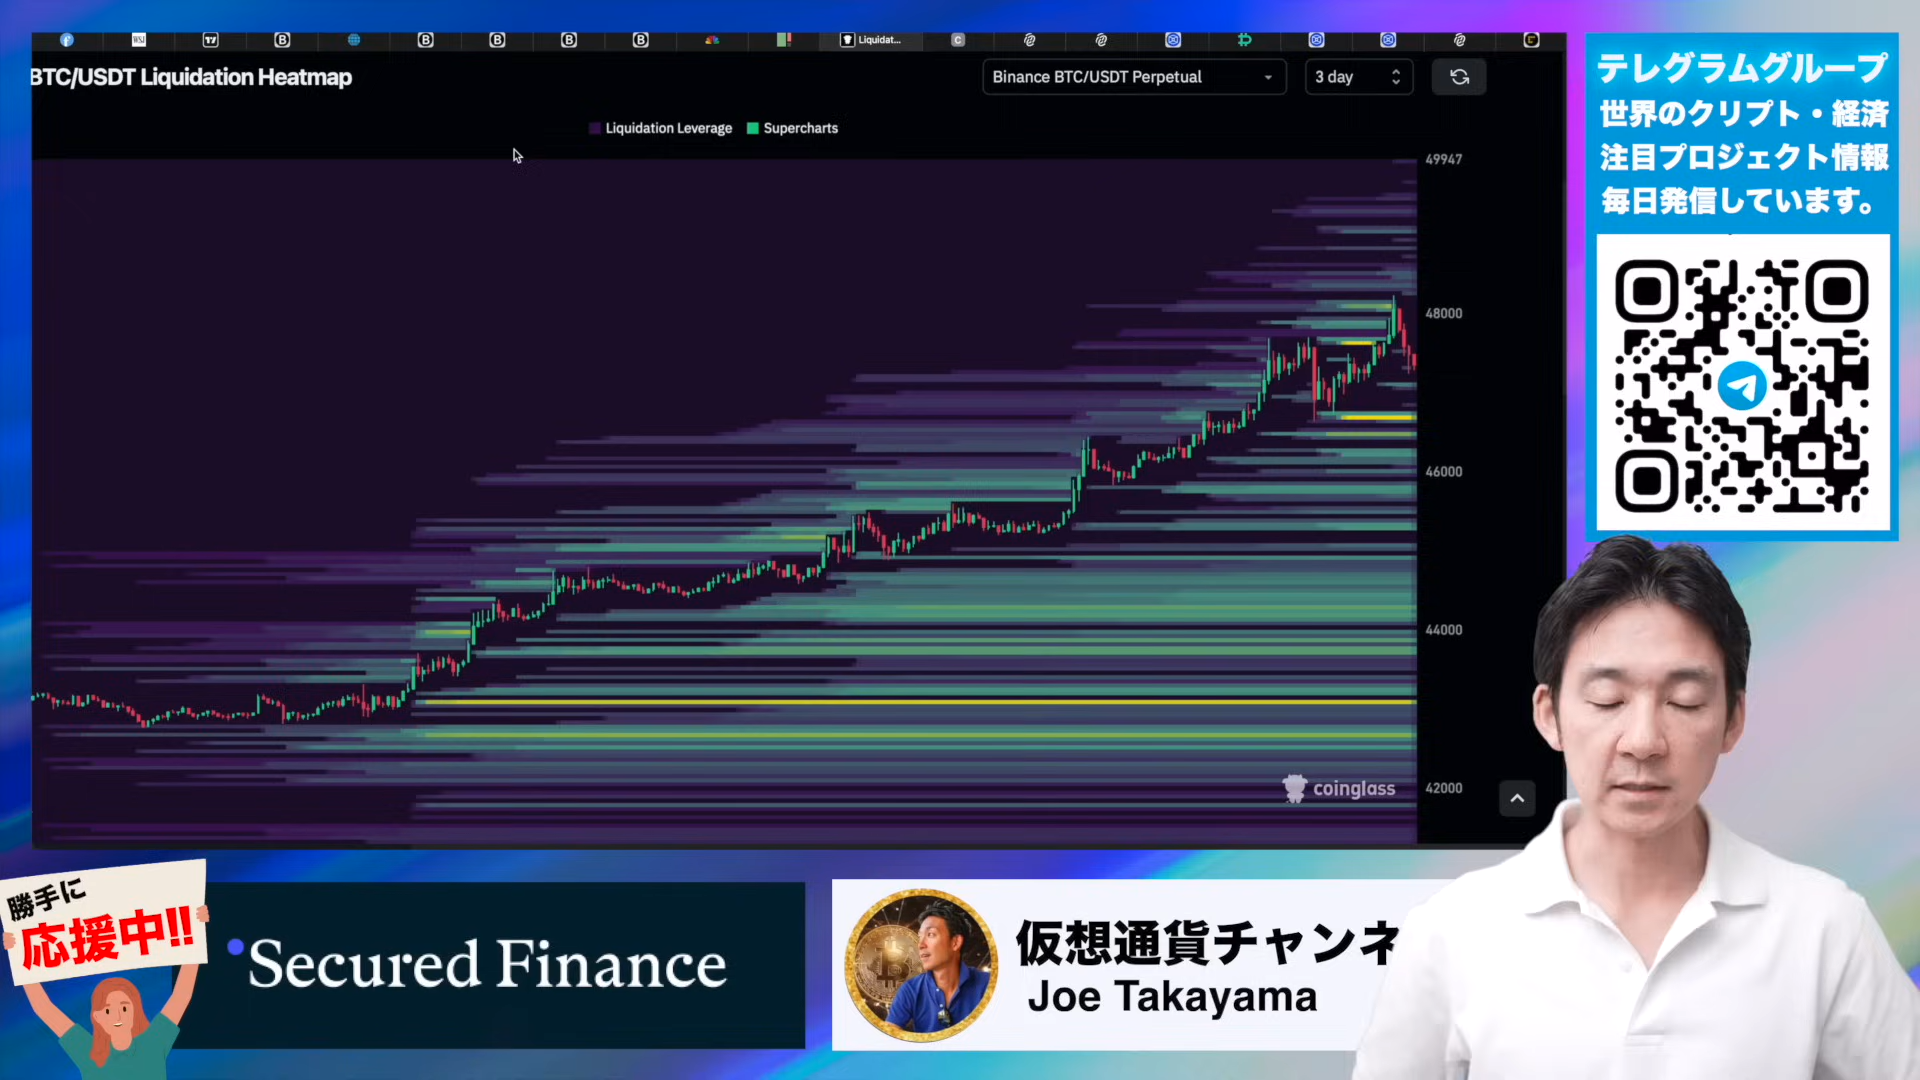 Liquidat...
BTC/USDT Liquidation Heatmap
Binance BTC/USDT Perpetual
3 day
Liquidation Leverage
Supercharts
49947
48000
46000
44000
42000
coinglass
テレグラムグループ
世界のクリプト・経済
注目プロジェクト情報
毎日発信しています。
勝手に
応援中!!
Secured Finance
仮想通貨チャンネ
Joe Takayama